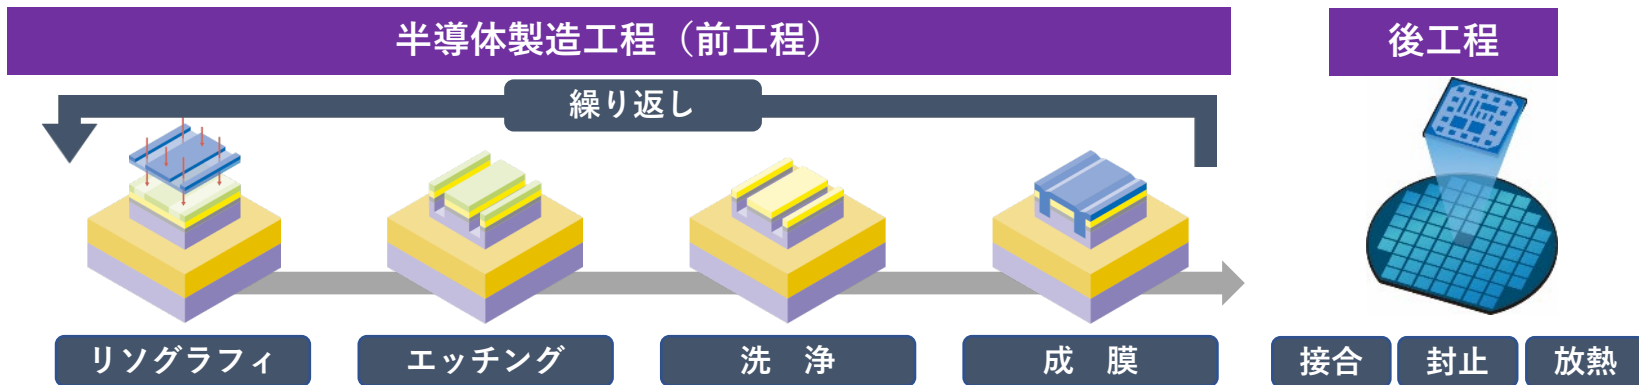 半導体製造工程（前工程）
後工程
繰り返し
リソグラフィ
エッチング
洗　浄
成　膜
接合
封止
放熱